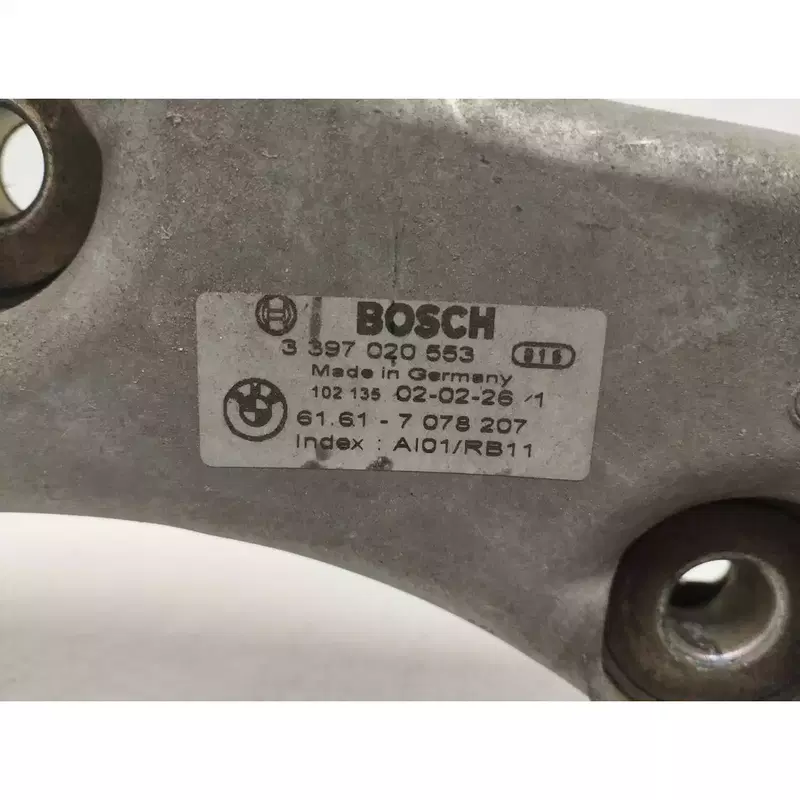 BOSCH
3 397 020 553 016
Made in Germany
102 135 02-02-26 /1
61.61 - 7 078 207
Index : AI01/RB11